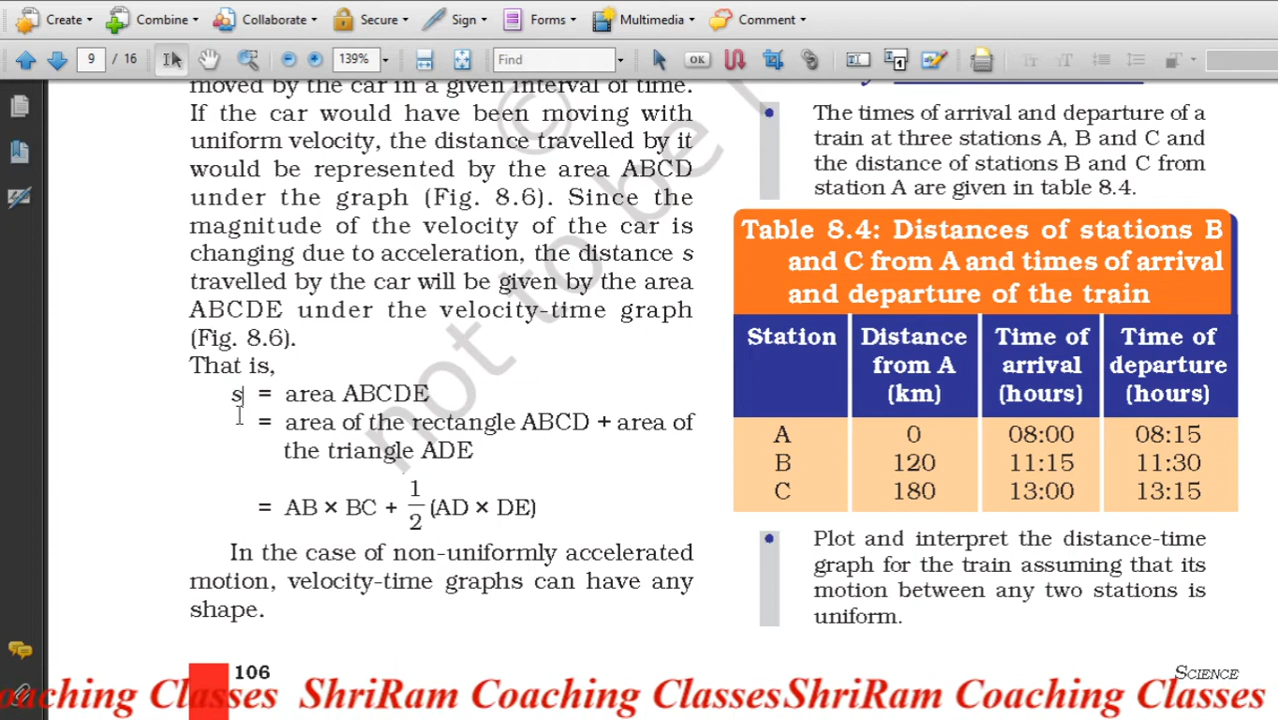 Create Combine Collaborate Secure Sign Forms Multimedia Comment
9 / 16 139% Find OK
moved by the car in a given interval of time.
If the car would have been moving with
uniform velocity, the distance travelled by it
would be represented by the area ABCD
under the graph (Fig. 8.6). Since the
magnitude of the velocity of the car is
changing due to acceleration, the distance s
travelled by the car will be given by the area
ABCDE under the velocity-time graph
(Fig. 8.6).
That is,
s = area ABCDE
= area of the rectangle ABCD + area of
the triangle ADE
= AB × BC + 1/2 (AD × DE)
In the case of non-uniformly accelerated
motion, velocity-time graphs can have any
shape.
106
• The times of arrival and departure of a
train at three stations A, B and C and
the distance of stations B and C from
station A are given in table 8.4.
Table 8.4: Distances of stations B
and C from A and times of arrival
and departure of the train
Station Distance from A (km) Time of arrival (hours) Time of departure (hours)
A 0 08:00 08:15
B 120 11:15 11:30
C 180 13:00 13:15
• Plot and interpret the distance-time
graph for the train assuming that its
motion between any two stations is
uniform.
SCIENCE
© not to be
oaching Classes ShriRam Coaching ClassesShriRam Coaching Classes